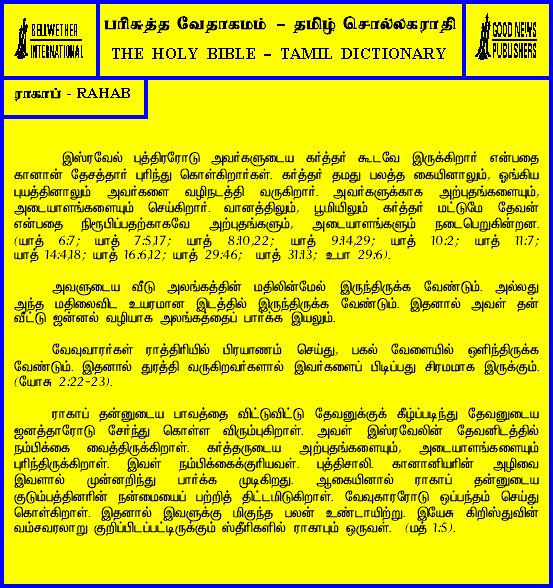 BELLWETHER
INTERNATIONAL
பரிசுத்த வேதாகமம் – தமிழ் சொல்லகராதி
THE HOLY BIBLE – TAMIL DICTIONARY
GOOD NEWS
PUBLISHERS
ராகாப் - RAHAB
இஸ்ரவேல் புத்திரரோடு அவர்களுடைய கர்த்தர் கூடவே இருக்கிறார் என்பதை
கானான் தேசத்தார் புரிந்து கொள்கிறார்கள். கர்த்தர் தமது பலத்த கையினாலும், ஓங்கிய
புயத்தினாலும் அவர்களை வழிநடத்தி வருகிறார். அவர்களுக்காக அற்புதங்களையும்,
அடையாளங்களையும் செய்கிறார். வானத்திலும், பூமியிலும் கர்த்தர் மட்டுமே தேவன்
என்பதை நிரூபிப்பதற்காகவே அற்புதங்களும், அடையாளங்களும் நடைபெறுகின்றன.
(யாத் 6:7; யாத் 7:5,17; யாத் 8:10,22; யாத் 9:14,29; யாத் 10:2; யாத் 11:7;
யாத் 14:4,18; யாத் 16:6,12; யாத் 29:46; யாத் 31:13; உபா 29:6).
அவளுடைய வீடு அலங்கத்தின் மதிலின்மேல் இருந்திருக்க வேண்டும். அல்லது
அந்த மதிலைவிட உயரமான இடத்தில் இருந்திருக்க வேண்டும். இதனால் அவள் தன்
வீட்டு ஜன்னல் வழியாக அலங்கத்தைப் பார்க்க இயலும்.
வேவுவாரர்கள் ராத்திரியில் பிரயாணம் செய்து, பகல் வேளையில் ஒளிந்திருக்க
வேண்டும். இதனால் துரத்தி வருகிறவர்களால் இவர்களைப் பிடிப்பது சிரமமாக இருக்கும்.
(யோசு 2:22-23).
ராகாப் தன்னுடைய பாவத்தை விட்டுவிட்டு தேவனுக்குக் கீழ்ப்படிந்து தேவனுடைய
ஜனத்தாரோடு சேர்ந்து கொள்ள விரும்புகிறாள். அவள் இஸ்ரவேலின் தேவனிடத்தில்
நம்பிக்கை வைத்திருக்கிறாள். கர்த்தருடைய அற்புதங்களையும், அடையாளங்களையும்
புரிந்திருக்கிறாள். இவள் நம்பிக்கைக்குரியவள். புத்திசாலி. கானானியரின் அழிவை
இவளால் முன்னறிந்து பார்க்க முடிகிறது. ஆகையினால் ராகாப் தன்னுடைய
குடும்பத்தினரின் நன்மையைப் பற்றித் திட்டமிடுகிறாள். வேவுகாரரோடு ஒப்பந்தம் செய்து
கொள்கிறாள். இதனால் இவளுக்கு மிகுந்த பலன் உண்டாயிற்று. இயேசு கிறிஸ்துவின்
வம்சவரலாறு குறிப்பிடப்பட்டிருக்கும் ஸ்தீரிகளில் ராகாபும் ஒருவள். (மத் 1:5).